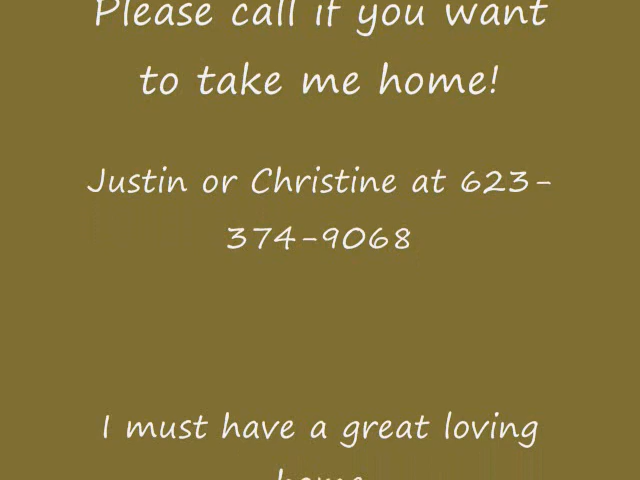 Please call if you want
to take me home!
Justin or Christine at 623-
374-9068
I must have a great loving
home